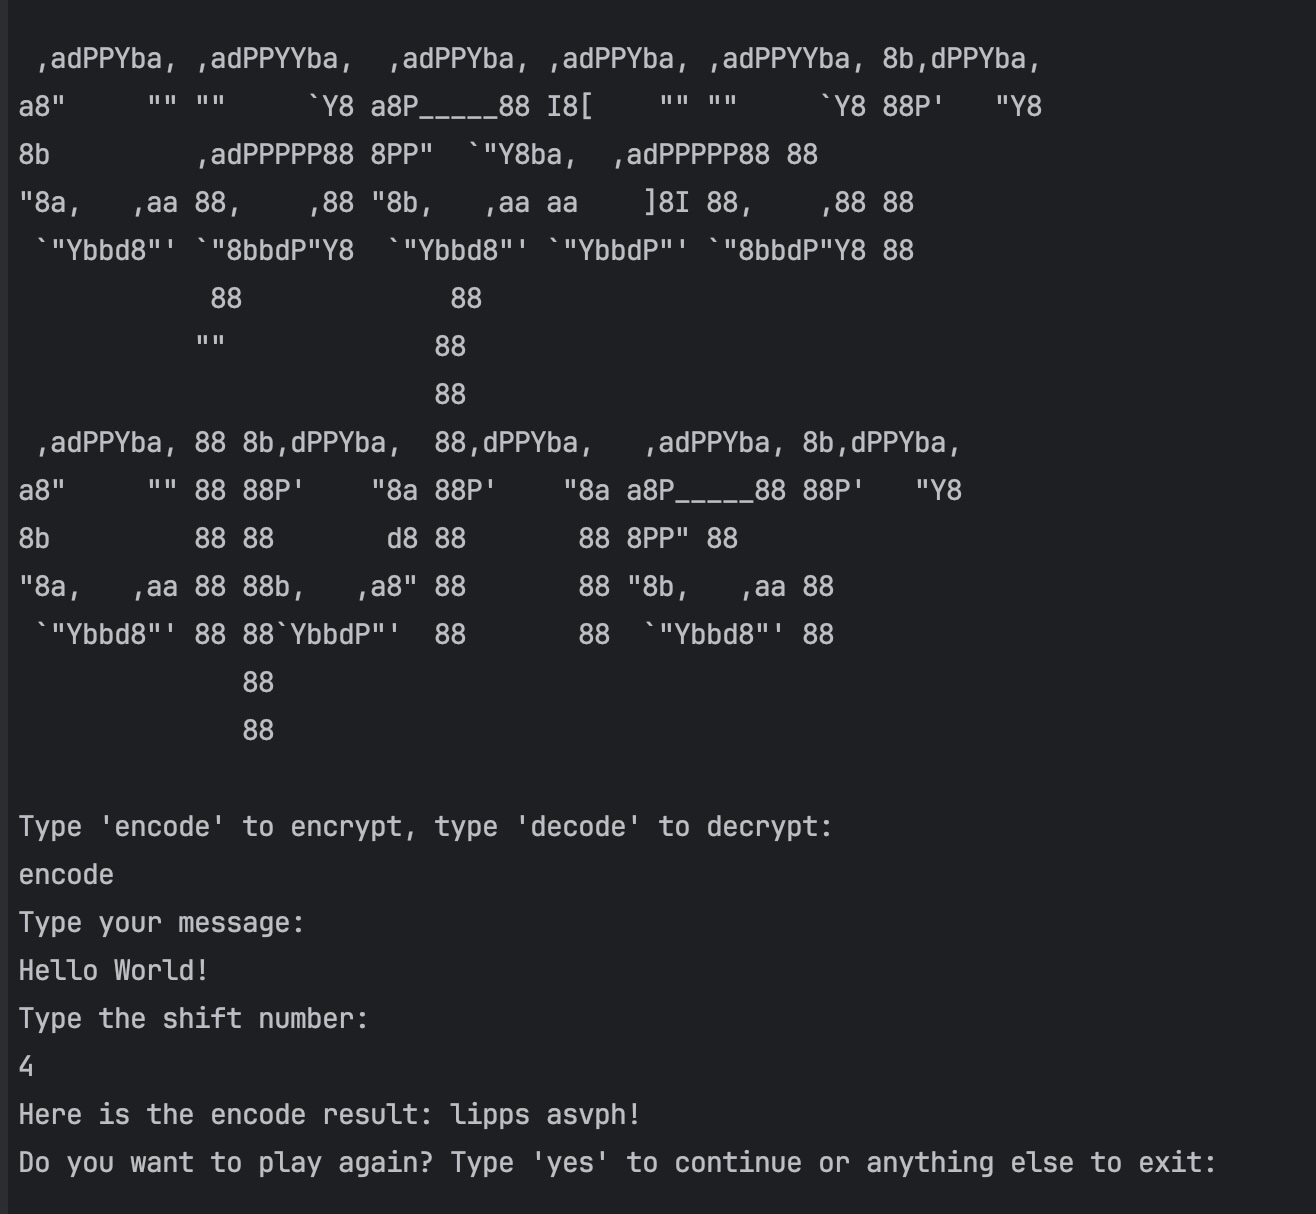 ,adPPYba, ,adPPYYba,  ,adPPYba, ,adPPYba, ,adPPYYba, 8b,dPPYba,
a8"     "" ""     `Y8 a8P_____88 I8[    "" ""     `Y8 88P'   "Y8
8b         ,adPPPPP88 8PP"  `"Y8ba,  ,adPPPPP88 88
"8a,   ,aa 88,    ,88 "8b,   ,aa aa    ]8I 88,    ,88 88
 `"Ybbd8"' `"8bbdP"Y8  `"Ybbd8"' `"YbbdP"' `"8bbdP"Y8 88
            88             88
           ""             88
                          88
 ,adPPYba, 88 8b,dPPYba,  88,dPPYba,   ,adPPYba, 8b,dPPYba,
a8"     "" 88 88P'    "8a 88P'    "8a a8P_____88 88P'   "Y8
8b         88 88       d8 88       88 8PP" 88
"8a,   ,aa 88 88b,   ,a8" 88       88 "8b,   ,aa 88
 `"Ybbd8"' 88 88`YbbdP"'  88       88  `"Ybbd8"' 88
              88
              88

Type 'encode' to encrypt, type 'decode' to decrypt:
encode
Type your message:
Hello World!
Type the shift number:
4
Here is the encode result: lipps asvph!
Do you want to play again? Type 'yes' to continue or anything else to exit: